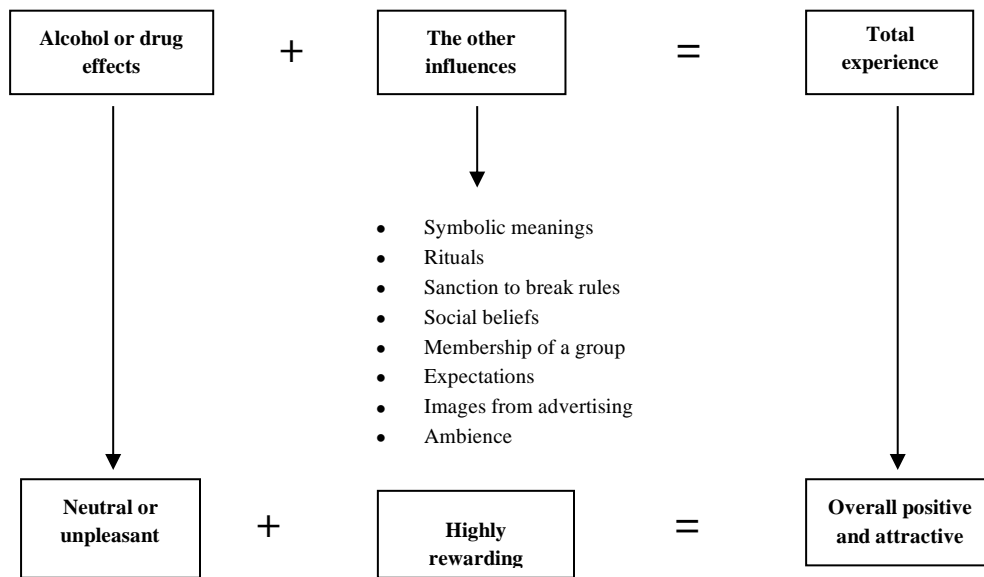 Alcohol or drug
effects
+
The other
influences
=
Total
experience
• Symbolic meanings
• Rituals
• Sanction to break rules
• Social beliefs
• Membership of a group
• Expectations
• Images from advertising
• Ambience
Neutral or
unpleasant
+
Highly
rewarding
=
Overall positive
and attractive